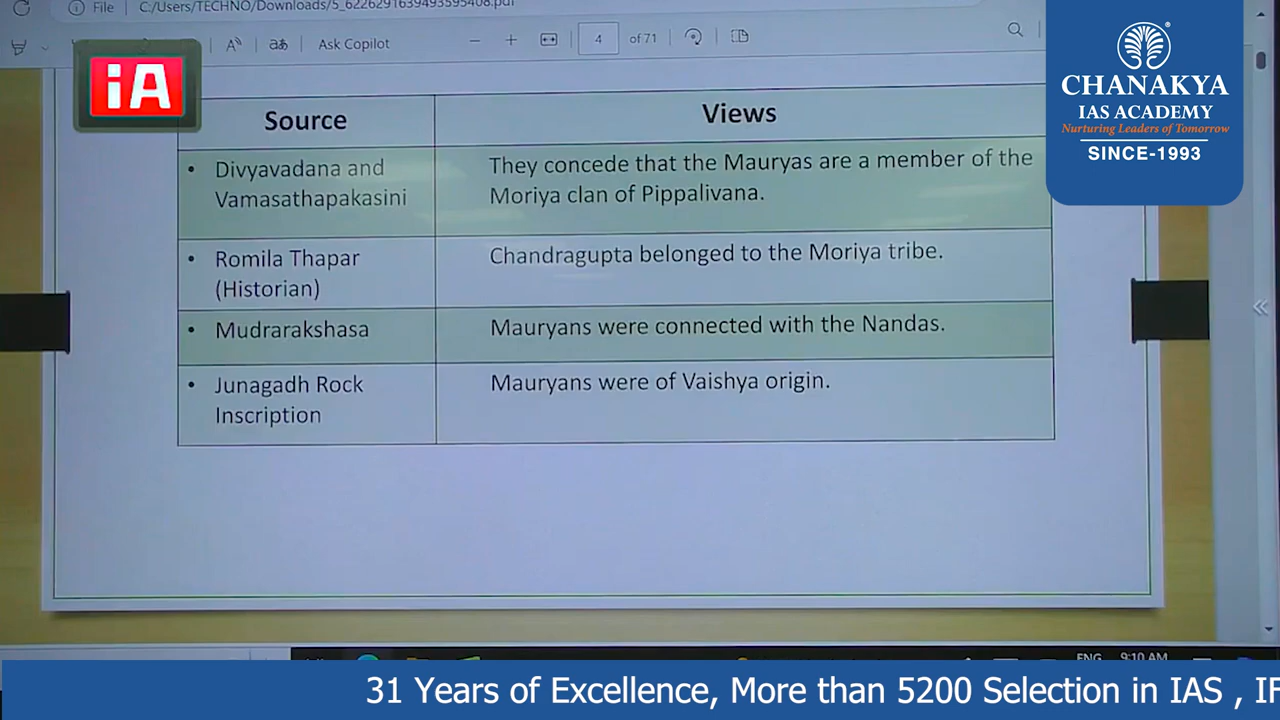 File
C:/Users/TECHNO/Downloads/5_6226291639493595408.pdf
Ask Copilot
4 of 71
iA
CHANAKYA
IAS ACADEMY
Nurturing Leaders of Tomorrow
SINCE-1993
Source Views
• Divyavadana and They concede that the Mauryas are a member of the
Vamasathapakasini Moriya clan of Pippalivana.
• Romila Thapar Chandragupta belonged to the Moriya tribe.
(Historian)
• Mudrarakshasa Mauryans were connected with the Nandas.
• Junagadh Rock Mauryans were of Vaishya origin.
Inscription
ENG 9:10 AM
31 Years of Excellence, More than 5200 Selection in IAS , IF